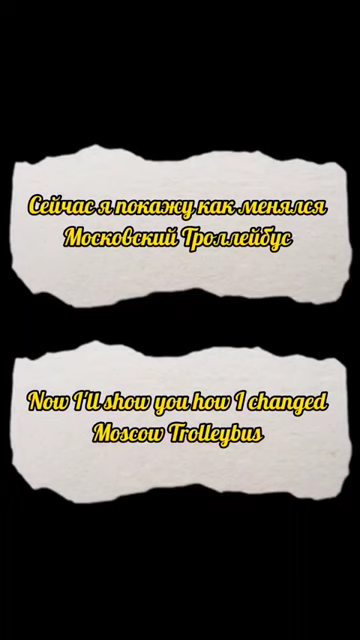 Сейчас я покажу как менялся
Московский Троллейбус
Now I'll show you how I changed
Moscow Trolleybus